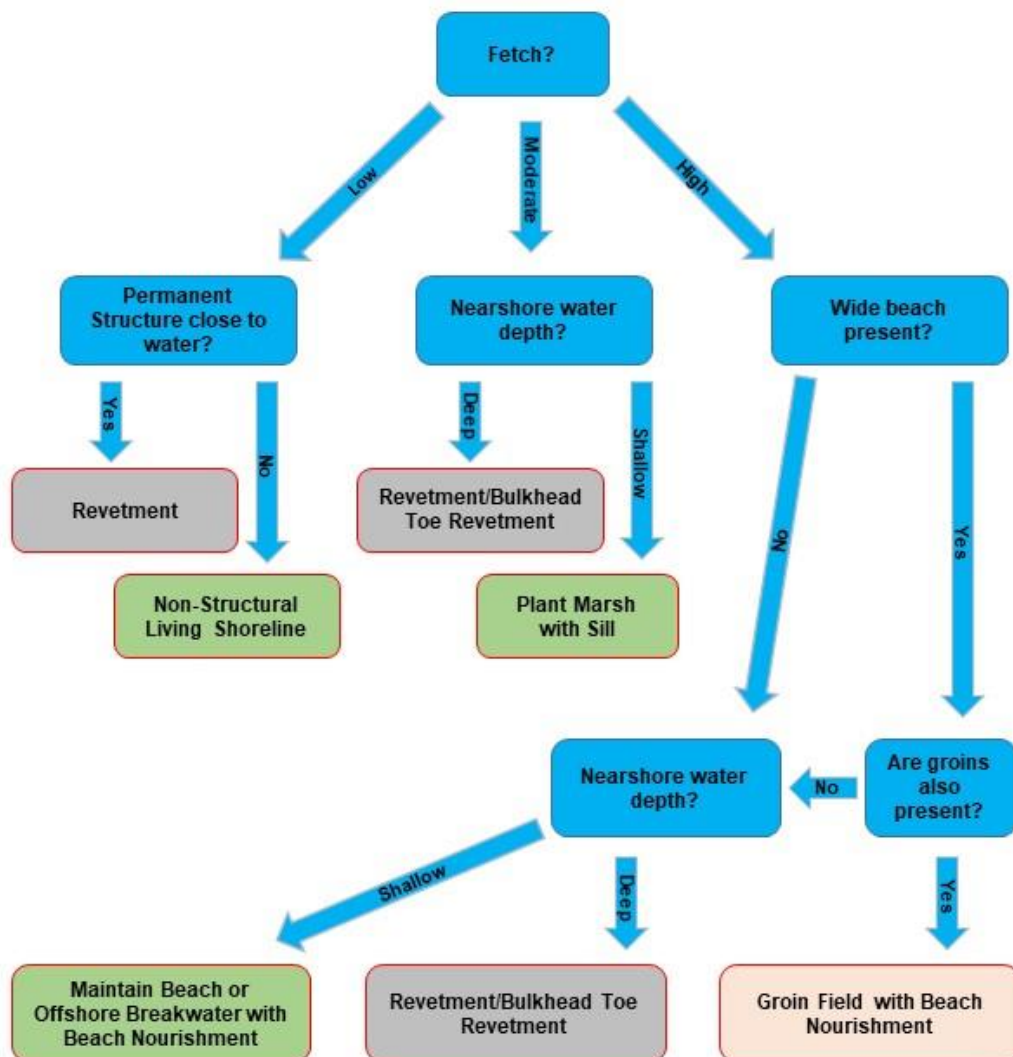 Fetch?
Low
Moderate
High
Permanent
Structure close to
water?
Nearshore water
depth?
Wide beach
present?
Yes
No
Deep
Shallow
No
Yes
Revetment
Revetment/Bulkhead
Toe Revetment
Non-Structural
Living Shoreline
Plant Marsh
with Sill
Nearshore water
depth?
No
Are groins
also
present?
Shallow
Deep
Yes
Maintain Beach or
Offshore Breakwater with
Beach Nourishment
Revetment/Bulkhead Toe
Revetment
Groin Field with Beach
Nourishment